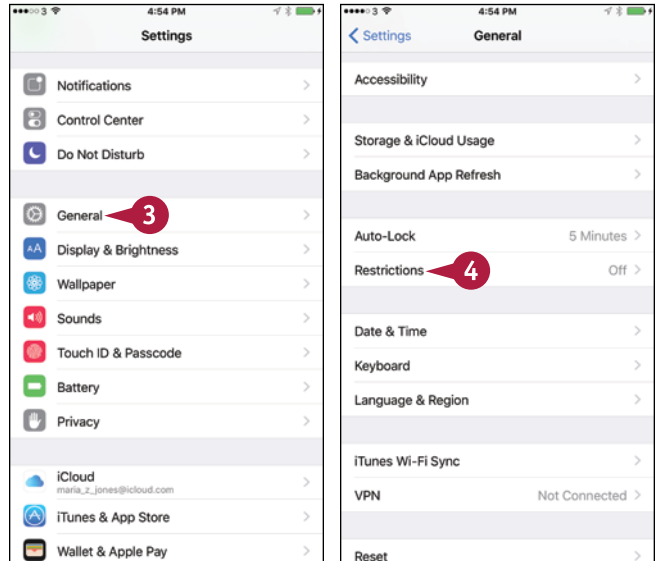 3 4:54 PM
Settings
Notifications
Control Center
Do Not Disturb
General 3
Display & Brightness
Wallpaper
Sounds
Touch ID & Passcode
Battery
Privacy
iCloud
maria_z_jones@icloud.com
iTunes & App Store
Wallet & Apple Pay
3 4:54 PM
Settings General
Accessibility
Storage & iCloud Usage
Background App Refresh
Auto-Lock 5 Minutes
Restrictions 4 Off
Date & Time
Keyboard
Language & Region
iTunes Wi-Fi Sync
VPN Not Connected
Reset